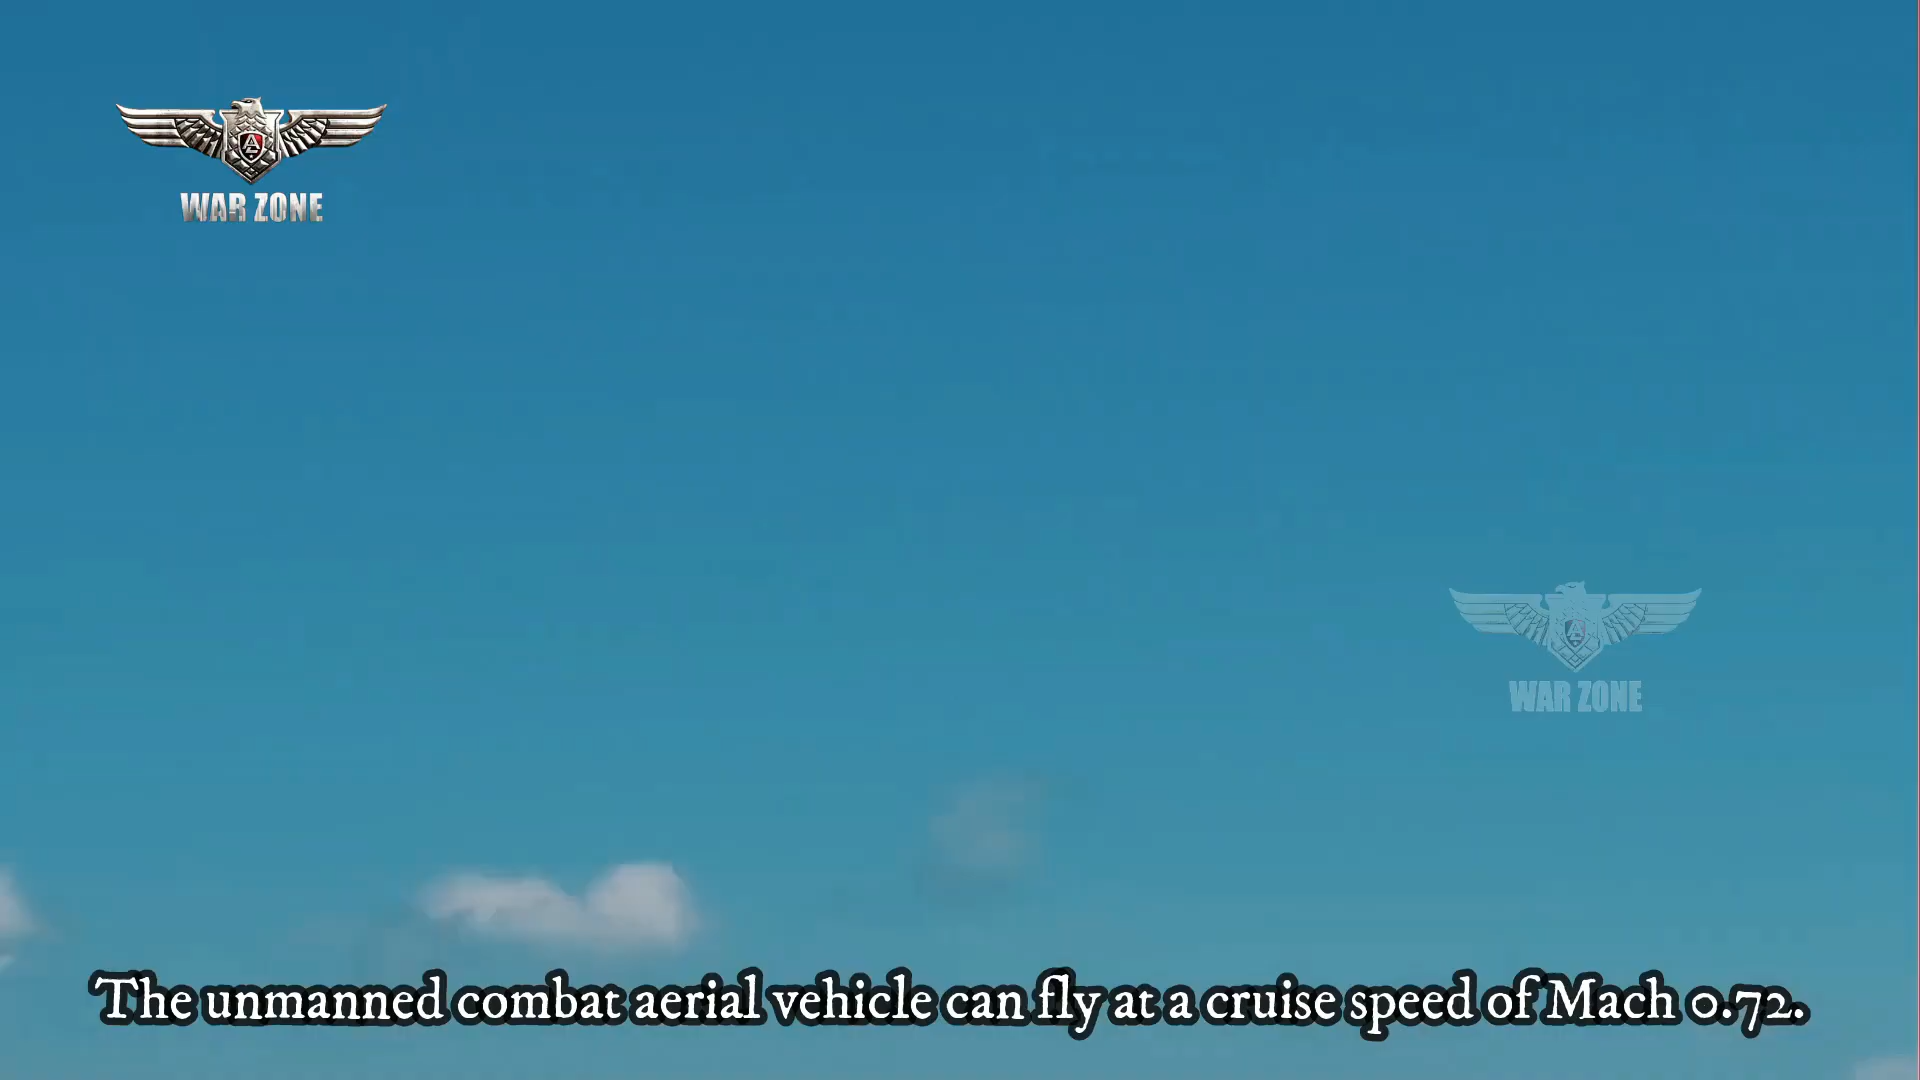 WAR ZONE
WAR ZONE
The unmanned combat aerial vehicle can fly at a cruise speed of Mach 0.72.